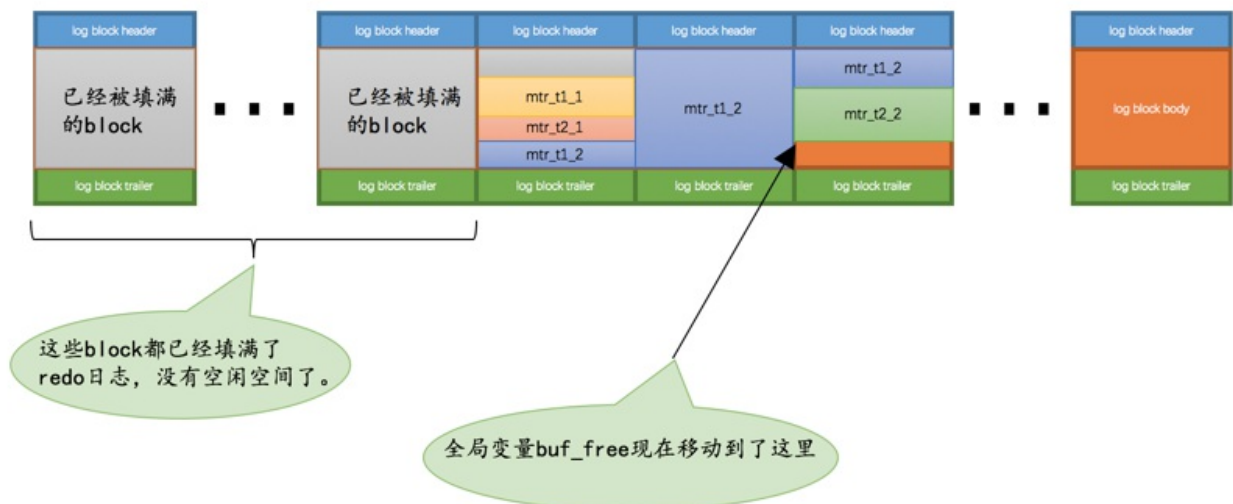 log block header
log block header
log block header
log block header
log block header
log block header
已经被填满
的block
已经被填满
的block
mtr_t1_1
mtr_t2_1
mtr_t1_2
mtr_t1_2
mtr_t1_2
mtr_t2_2
log block body
log block trailer
log block trailer
log block trailer
log block trailer
log block trailer
log block trailer
这些block都已经填满了
redo日志，没有空闲空间了。
全局变量buf_free现在移动到了这里